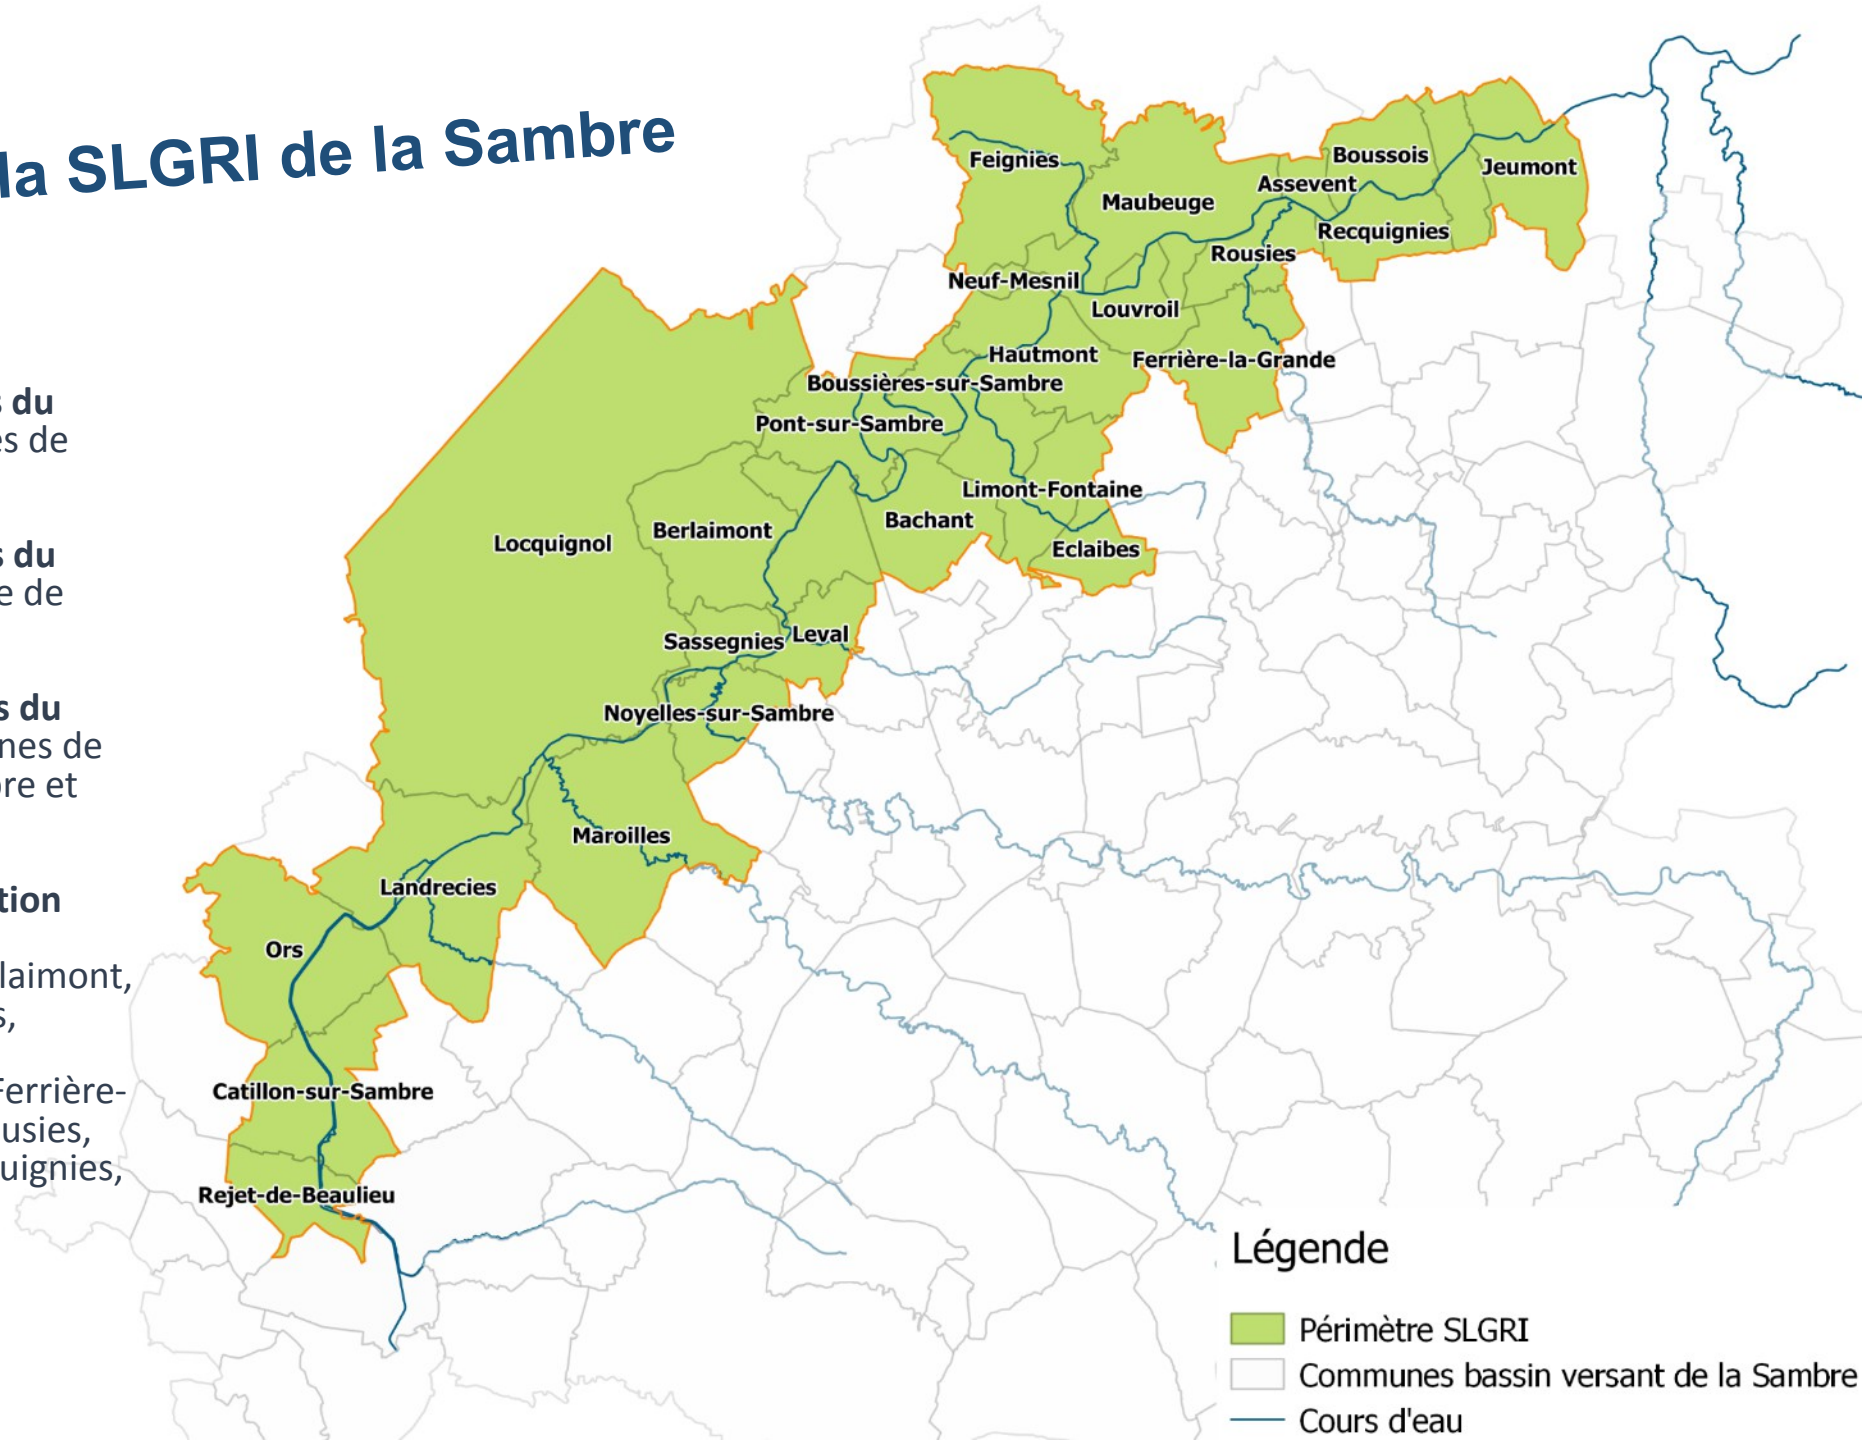 la SLGRI de la Sambre
s du
es de
s du
e de
s du
nes de
re et
tion
laimont,
s,
Ferrière-
usies,
uignies,
Feignies
Maubeuge
Assevent
Boussois
Jeumont
Recquignies
Rousies
Neuf-Mesnil
Louvroil
Hautmont
Ferrière-la-Grande
Boussières-sur-Sambre
Pont-sur-Sambre
Limont-Fontaine
Bachant
Eclaibes
Locquignol
Berlaimont
Sassegnies
Leval
Noyelles-sur-Sambre
Maroilles
Landrecies
Ors
Catillon-sur-Sambre
Rejet-de-Beaulieu
Légende
Périmètre SLGRI
Communes bassin versant de la Sambre
Cours d'eau